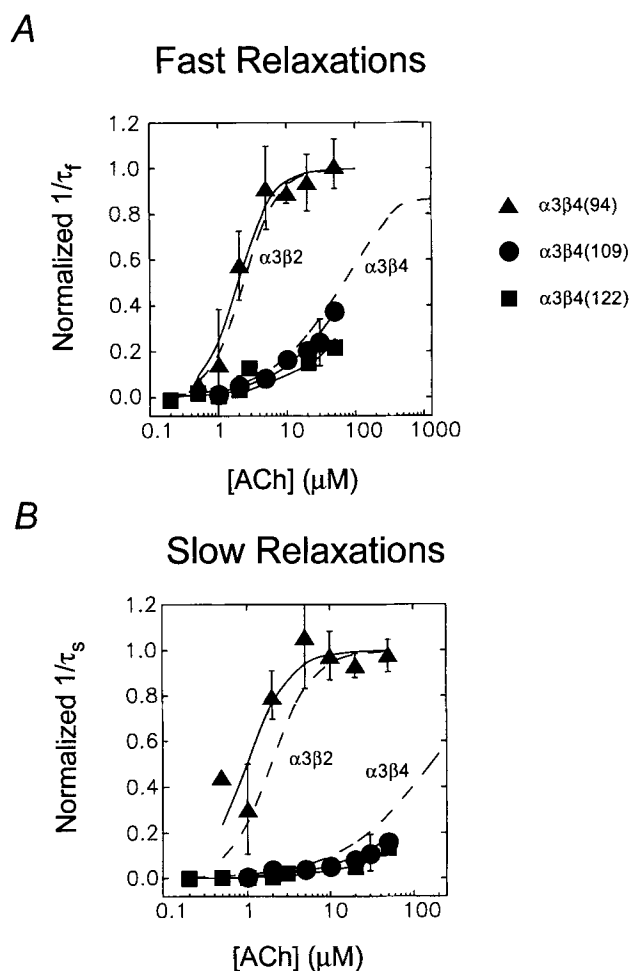 A
Fast Relaxations
Normalized 1/τf
1.2
1.0
0.8
0.6
0.4
0.2
0.0
α3β2
α3β4
0.1 1 10 100 1000
[ACh] (μM)
α3β4(94)
α3β4(109)
α3β4(122)
B
Slow Relaxations
Normalized 1/τs
1.2
1.0
0.8
0.6
0.4
0.2
0.0
α3β2
α3β4
0.1 1 10 100
[ACh] (μM)